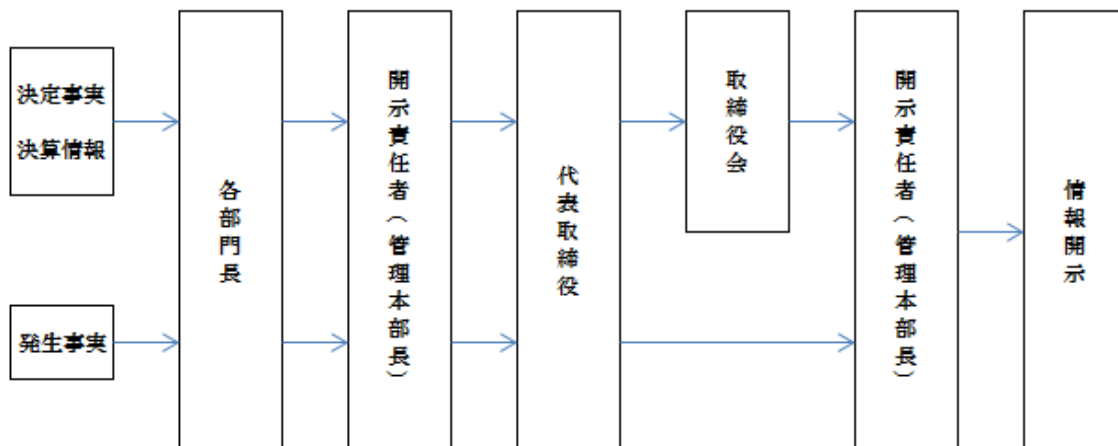 決定事実
決算情報
発生事実
各部門長
開示責任者(管理本部長)
代表取締役
取締役会
開示責任者(管理本部長)
情報開示